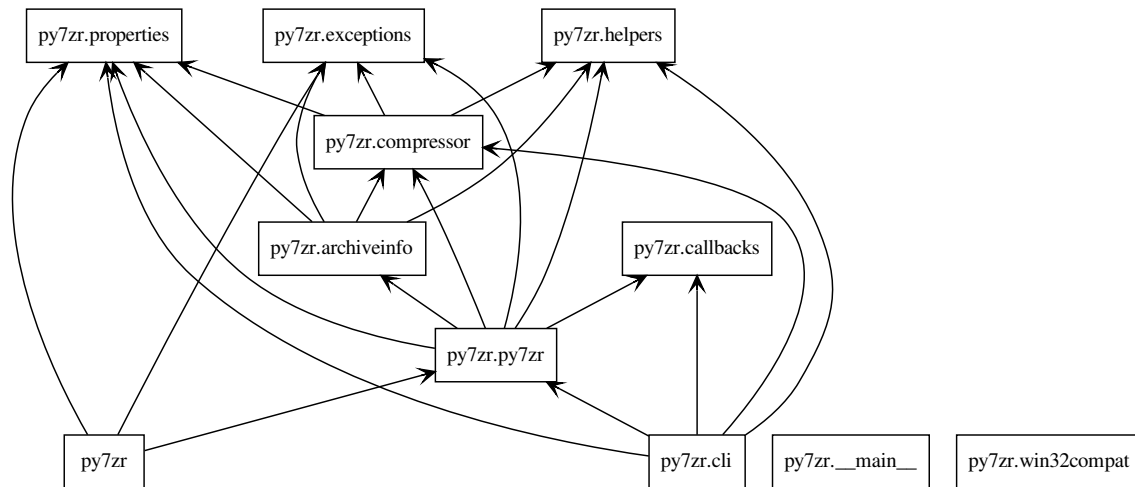 py7zr.properties
py7zr.exceptions
py7zr.helpers
py7zr.compressor
py7zr.archiveinfo
py7zr.callbacks
py7zr.py7zr
py7zr
py7zr.cli
py7zr.__main__
py7zr.win32compat